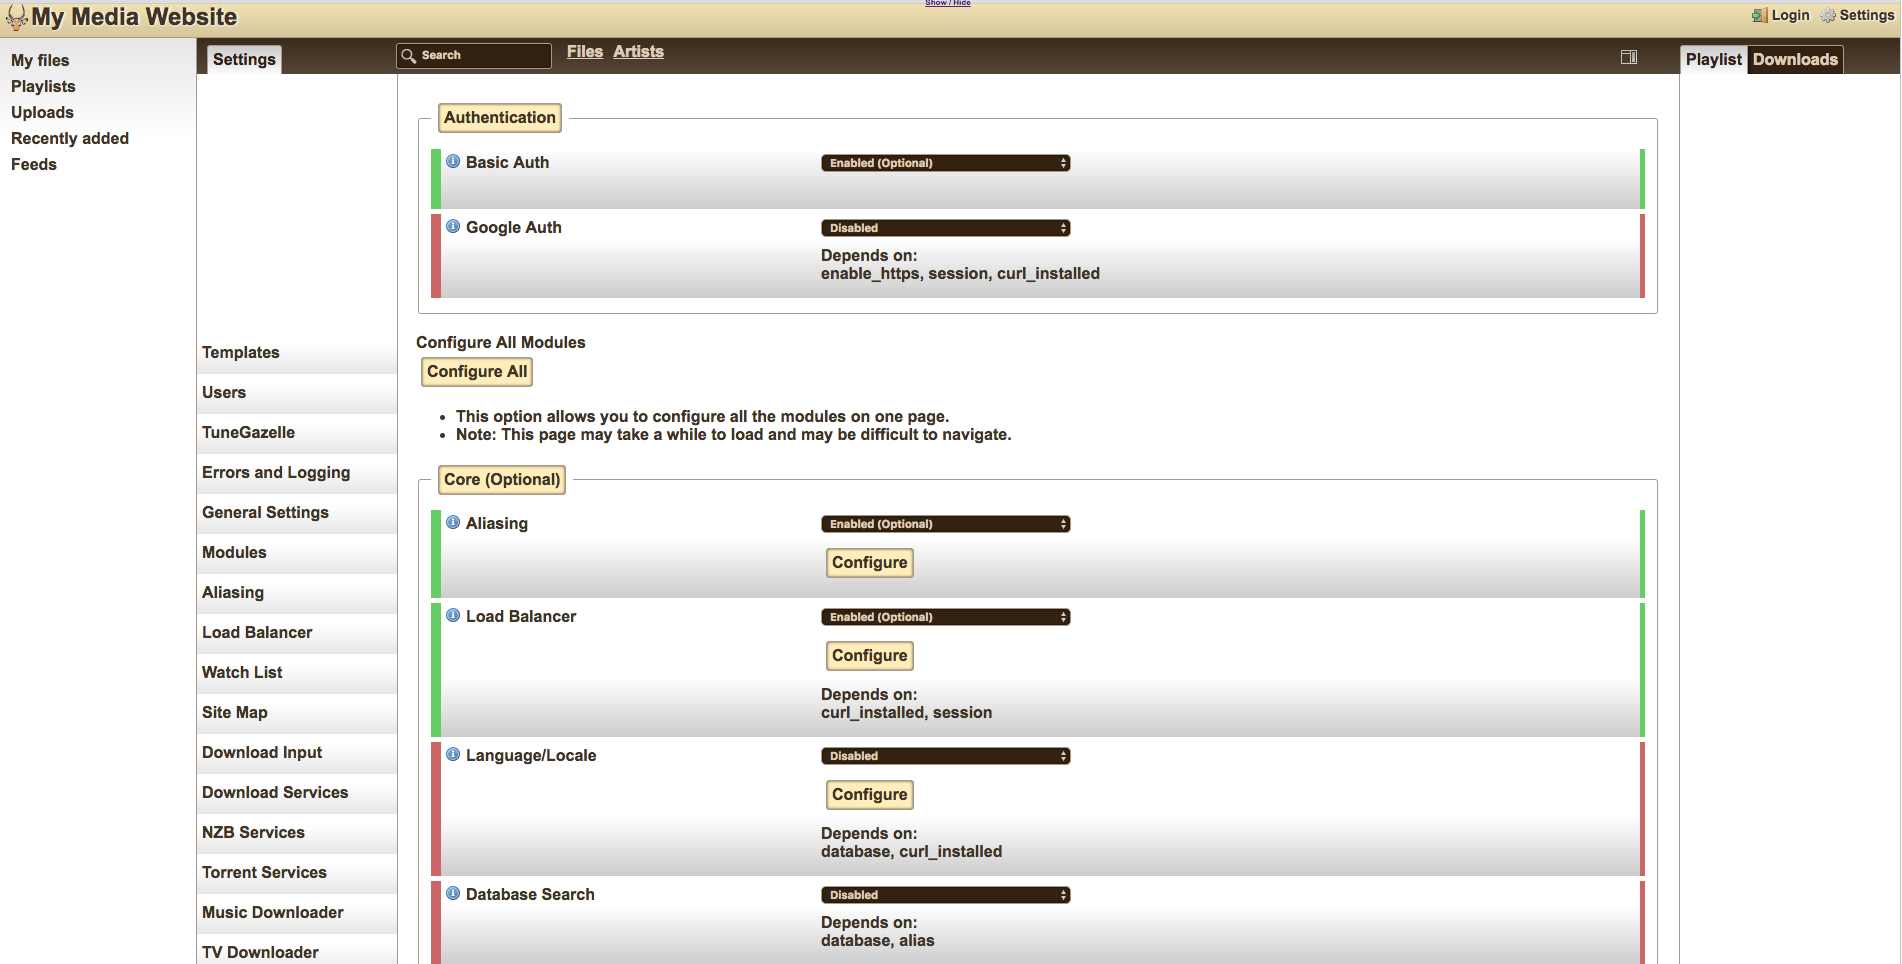 Show / Hide
My Media Website
Login
Settings
My files
Playlists
Uploads
Recently added
Feeds
Settings
Search
Files
Artists
Playlist
Downloads
Templates
Users
TuneGazelle
Errors and Logging
General Settings
Modules
Aliasing
Load Balancer
Watch List
Site Map
Download Input
Download Services
NZB Services
Torrent Services
Music Downloader
TV Downloader
Authentication
Basic Auth
Enabled (Optional)
Google Auth
Disabled
Depends on:
enable_https, session, curl_installed
Configure All Modules
Configure All
• This option allows you to configure all the modules on one page.
• Note: This page may take a while to load and may be difficult to navigate.
Core (Optional)
Aliasing
Enabled (Optional)
Configure
Load Balancer
Enabled (Optional)
Configure
Depends on:
curl_installed, session
Language/Locale
Disabled
Configure
Depends on:
database, curl_installed
Database Search
Disabled
Depends on:
database, alias